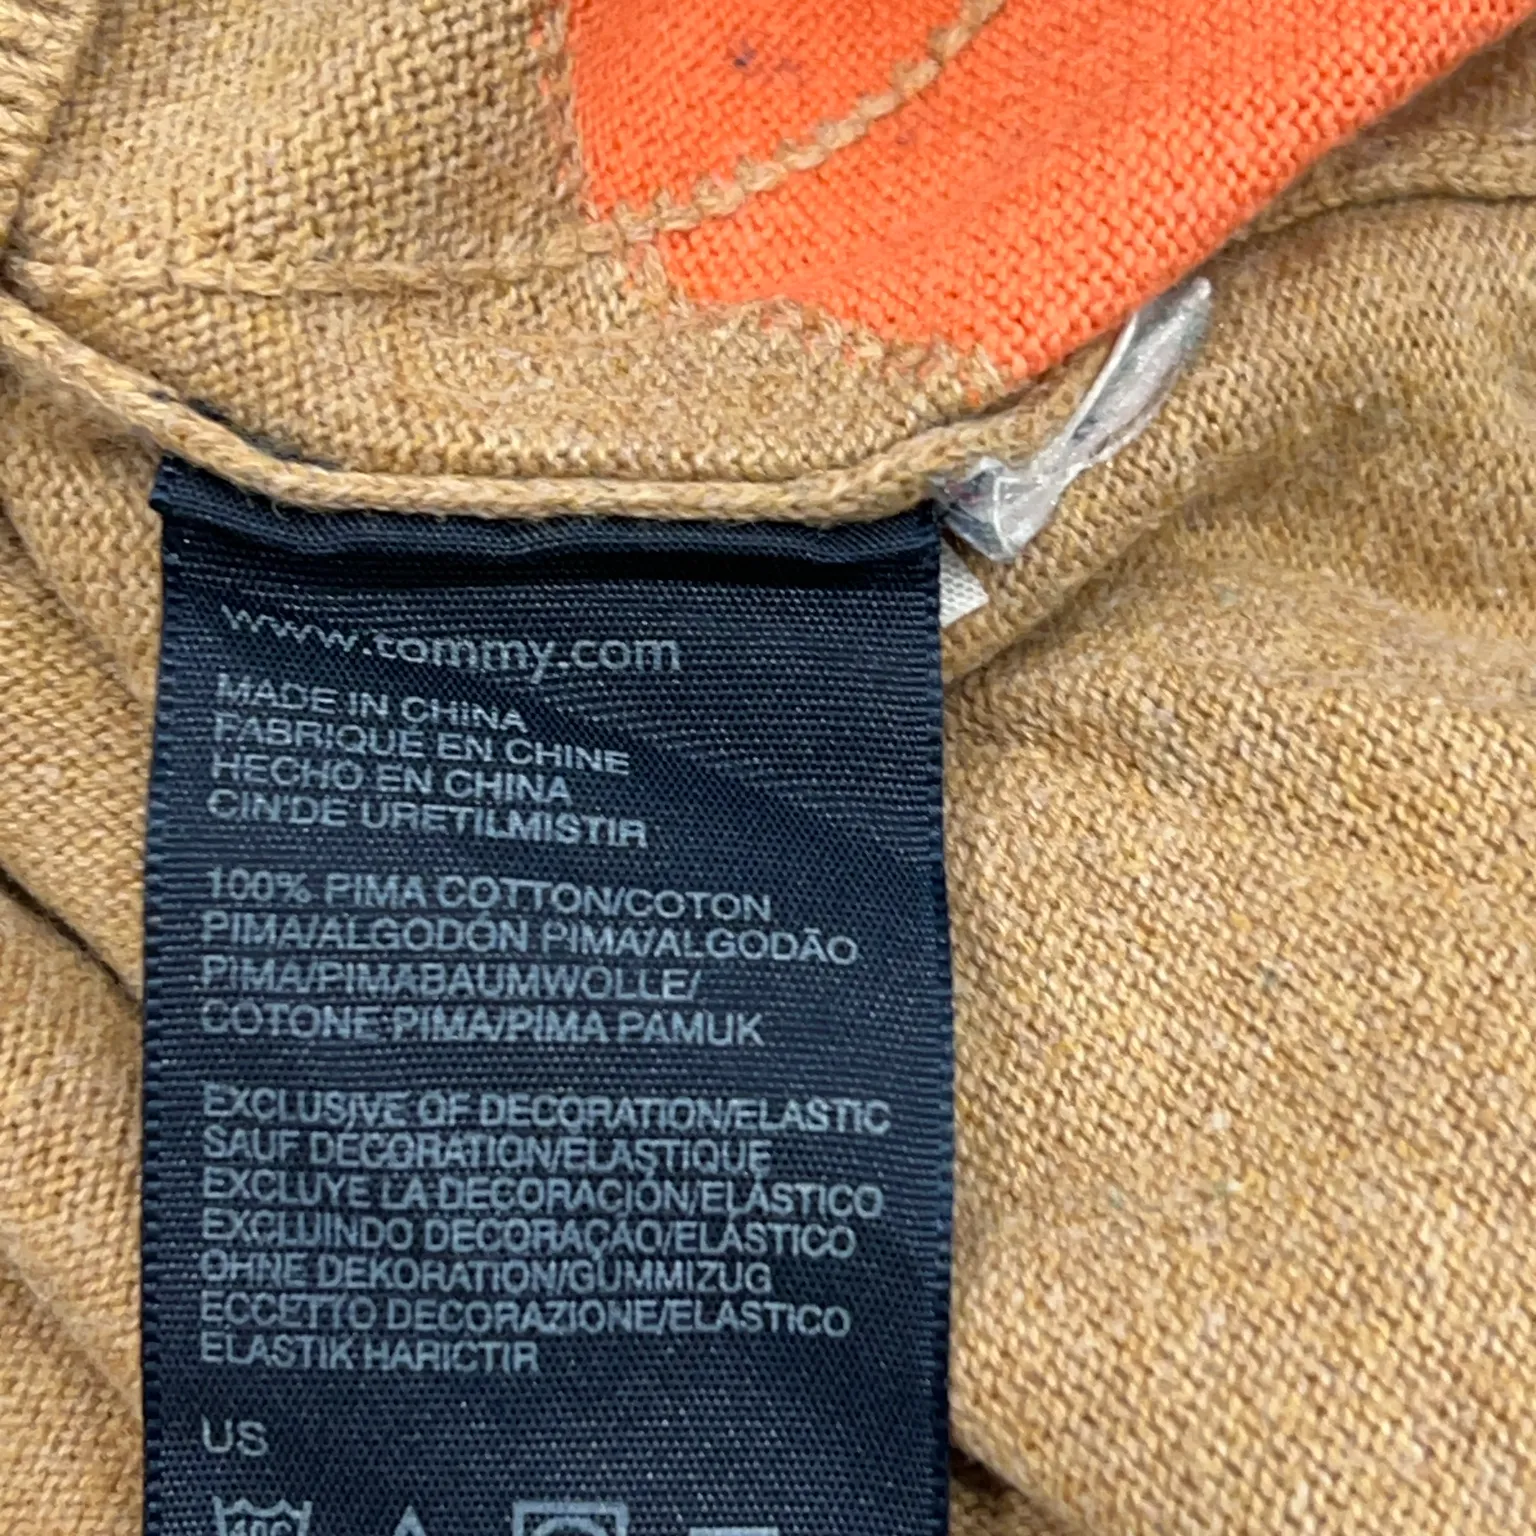 www.tommy.com
MADE IN CHINA
FABRIQUE EN CHINE
HECHO EN CHINA
CIN'DE URETILMISTIR
100% PIMA COTTON/COTON
PIMA/ALGODÓN PIMA/ALGODÃO
PIMA/PIMABAUMWOLLE/
COTONE PIMA/PIMA PAMUK
EXCLUSIVE OF DECORATION/ELASTIC
SAUF DECORATION/ELASTIQUE
EXCLUYE LA DECORACIÓN/ELÁSTICO
EXCLUINDO DECORAÇAO/ELÁSTICO
OHNE DEKORATION/GUMMIZUG
ECCETTO DECORAZIONE/ELASTICO
ELASTIK HARICTIR
US